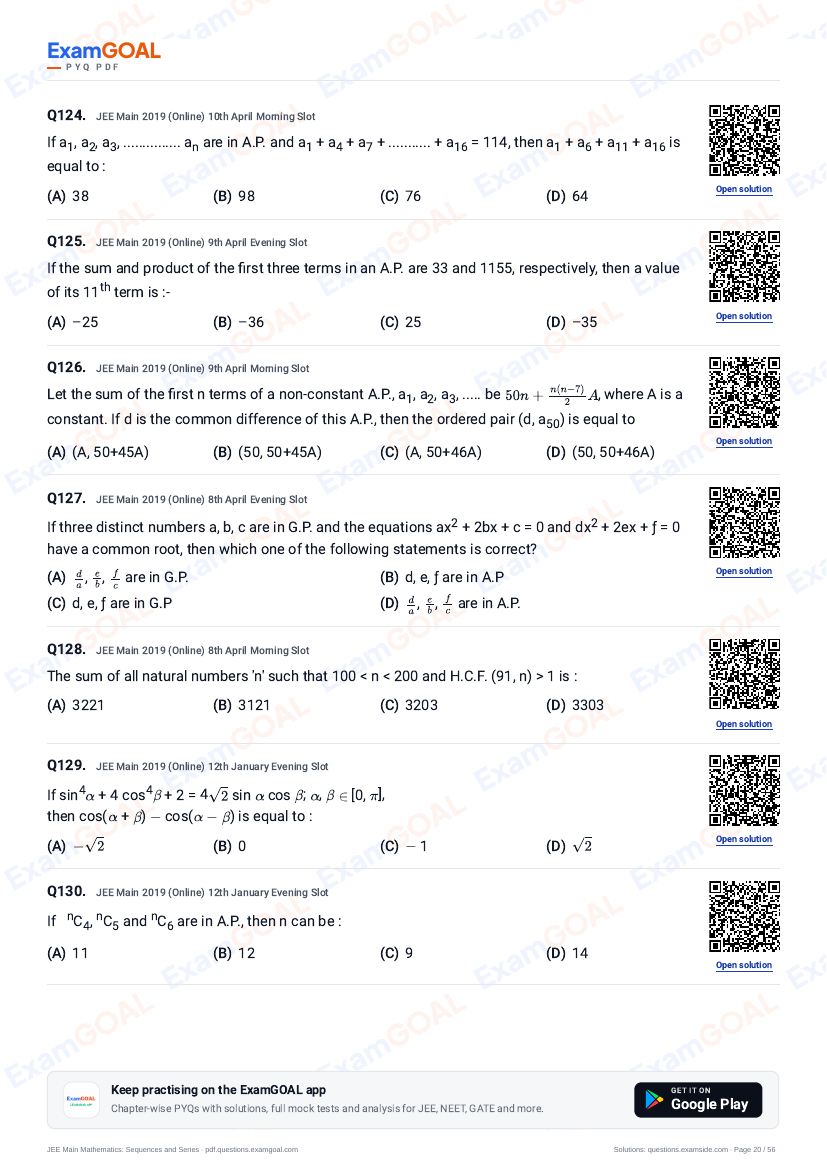 ExamGOAL
PYQ PDF
Q124. JEE Main 2019 (Online) 10th April Morning Slot
If a₁, a₂, a₃, ............... aₙ are in A.P. and a₁ + a₄ + a₇ + ........... + a₁₆ = 114, then a₁ + a₆ + a₁₁ + a₁₆ is
equal to :
(A) 38 (B) 98 (C) 76 (D) 64
Open solution
Q125. JEE Main 2019 (Online) 9th April Evening Slot
If the sum and product of the first three terms in an A.P. are 33 and 1155, respectively, then a value
of its 11ᵗʰ term is :-
(A) −25 (B) −36 (C) 25 (D) −35
Open solution
Q126. JEE Main 2019 (Online) 9th April Morning Slot
Let the sum of the first n terms of a non-constant A.P., a₁, a₂, a₃, ..... be 50n + n(n−7)/2 A, where A is a
constant. If d is the common difference of this A.P., then the ordered pair (d, a₅₀) is equal to
(A) (A, 50+45A) (B) (50, 50+45A) (C) (A, 50+46A) (D) (50, 50+46A)
Open solution
Q127. JEE Main 2019 (Online) 8th April Evening Slot
If three distinct numbers a, b, c are in G.P. and the equations ax² + 2bx + c = 0 and dx² + 2ex + ƒ = 0
have a common root, then which one of the following statements is correct?
(A) d/a, e/b, f/c are in G.P. (B) d, e, ƒ are in A.P
(C) d, e, ƒ are in G.P (D) d/a, e/b, f/c are in A.P.
Open solution
Q128. JEE Main 2019 (Online) 8th April Morning Slot
The sum of all natural numbers 'n' such that 100 < n < 200 and H.C.F. (91, n) > 1 is :
(A) 3221 (B) 3121 (C) 3203 (D) 3303
Open solution
Q129. JEE Main 2019 (Online) 12th January Evening Slot
If sin⁴α + 4 cos⁴β + 2 = 4√2 sin α cos β; α, β ∈ [0, π],
then cos(α + β) − cos(α − β) is equal to :
(A) −√2 (B) 0 (C) − 1 (D) √2
Open solution
Q130. JEE Main 2019 (Online) 12th January Evening Slot
If ⁿC₄, ⁿC₅ and ⁿC₆ are in A.P., then n can be :
(A) 11 (B) 12 (C) 9 (D) 14
Open solution
Keep practising on the ExamGOAL app
Chapter-wise PYQs with solutions, full mock tests and analysis for JEE, NEET, GATE and more.
GET IT ON
Google Play
JEE Main Mathematics: Sequences and Series · pdf.questions.examgoal.com
Solutions: questions.examside.com · Page 20 / 56